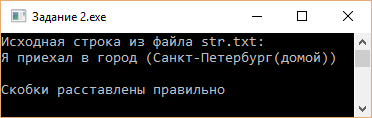 Задание 2.exe
Исходная строка из файла str.txt:
Я приехал в город (Санкт-Петербург(домой))
Скобки расставлены правильно